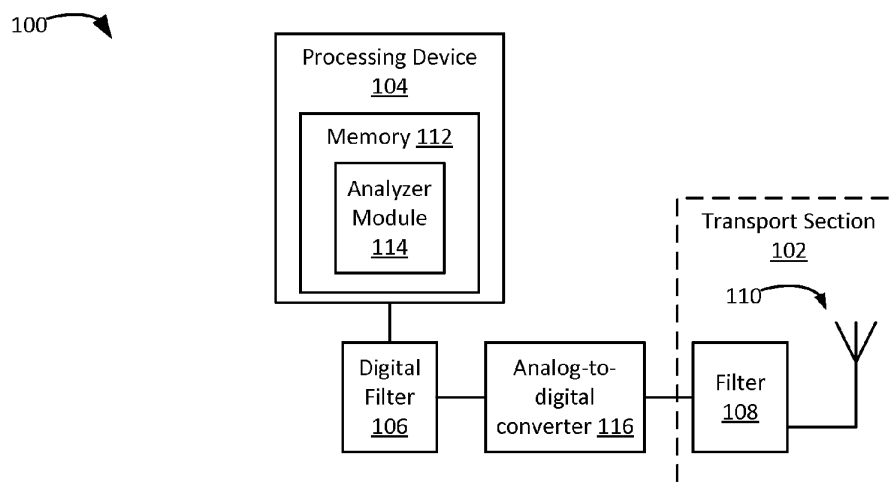 100
Processing Device
104
Memory 112
Analyzer
Module
114
Transport Section
102
110
Digital
Filter
106
Analog-to-
digital
converter 116
Filter
108